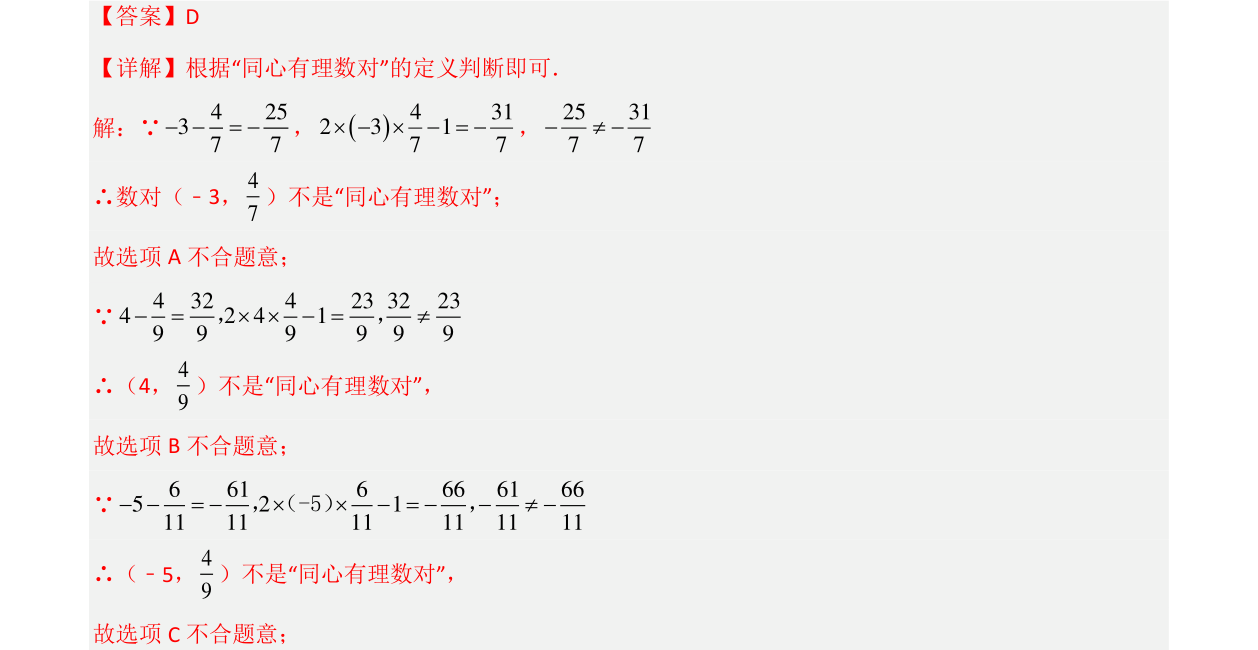 【答案】D
【详解】根据“同心有理数对”的定义判断即可．
解：∵ −3−4/7=−25/7，2×(−3)×4/7−1=−31/7，−25/7≠−31/7
∴数对（﹣3，4/7）不是“同心有理数对”；
故选项 A 不合题意；
∵ 4−4/9=32/9,2×4×4/9−1=23/9,32/9≠23/9
∴（4，4/9）不是“同心有理数对”，
故选项 B 不合题意；
∵ −5−6/11=−61/11,2×(−5)×6/11−1=−66/11,−61/11≠−66/11
∴（﹣5，4/9）不是“同心有理数对”，
故选项 C 不合题意；